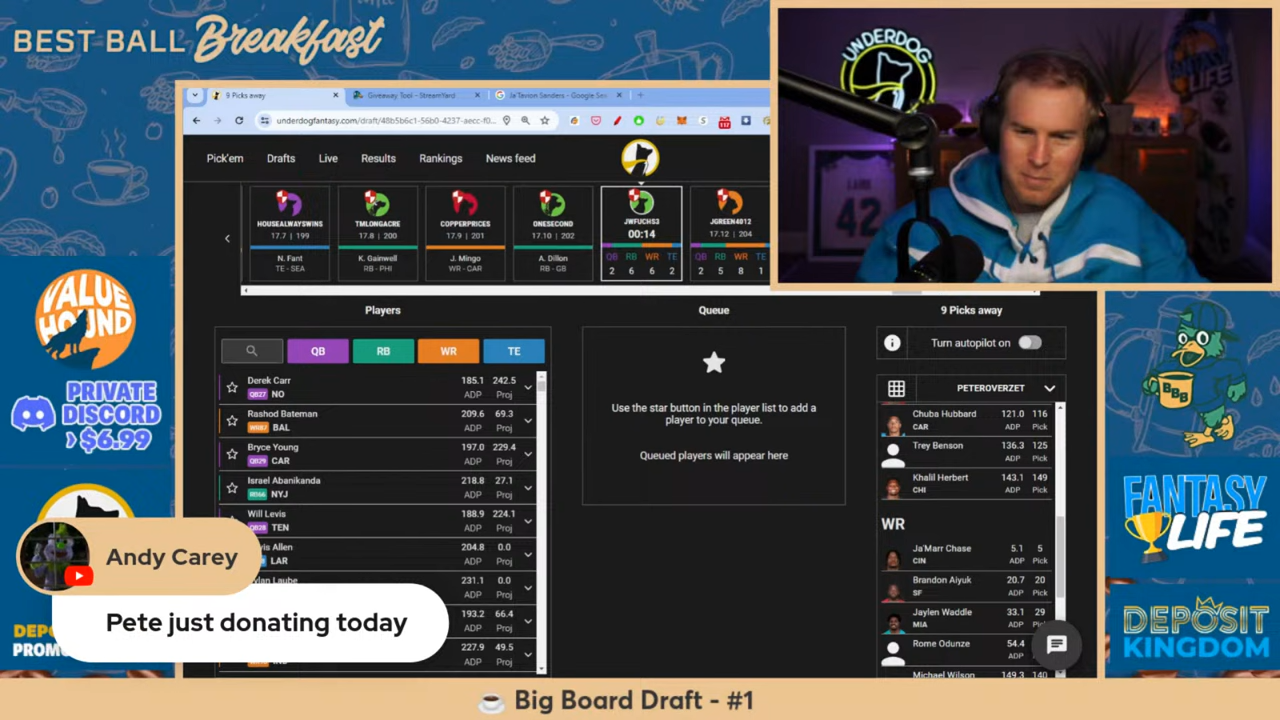 BEST BALL Breakfast
9 Picks away
Giveaway Tool - StreamYard
Ja'Tavion Sanders - Google Sea
underdogfantasy.com/draft/48b5b6c1-56b0-4237-aecc-f0...
Pick'em
Drafts
Live
Results
Rankings
News feed
HOUSEALWAYSWINS
17.7 | 199
N. Fant
TE - SEA
TMLONGACRE
17.8 | 200
K. Gainwell
RB - PHI
COPPERPRICES
17.9 | 201
J. Mingo
WR - CAR
ONESECOND
17.10 | 202
A. Dillon
RB - GB
JWFUCHS3
00:14
QB RB WR TE
2 6 6 2
JGREEN4012
17.12 | 204
QB RB WR TE
2 5 8 1
UNDERDOG
FANTASY
LIFE
42
Players
Queue
9 Picks away
QB
RB
WR
TE
Turn autopilot on
PETEROVERZET
Derek Carr 185.1 242.5
QB27 NO ADP Proj
Rashod Bateman 209.6 69.3
WR87 BAL ADP Proj
Bryce Young 197.0 229.4
QB29 CAR ADP Proj
Israel Abanikanda 218.8 27.1
RB66 NYJ ADP Proj
Will Levis 188.9 224.1
QB28 TEN ADP Proj
Allen 204.8 0.0
LAR ADP Proj
Laube 231.1 0.0
ADP Proj
193.2 66.4
ADP Proj
227.9 49.5
ADP Proj
Use the star button in the player list to add a
player to your queue.
Queued players will appear here
Chuba Hubbard 121.0 116
CAR ADP Pick
Trey Benson 136.3 125
ADP Pick
Khalil Herbert 143.1 149
CHI ADP Pick
WR
Ja'Marr Chase 5.1 5
CIN ADP Pick
Brandon Aiyuk 20.7 20
SF ADP Pick
Jaylen Waddle 33.1 29
MIA ADP Pick
Rome Odunze 54.4
ADP
Michael Wilson 149.3 140
VALUE
HOUND
PRIVATE
DISCORD
> $6.99
DEPO
PROM
BBB
FANTASY
LIFE
DEPOSIT
KINGDOM
Andy Carey
Pete just donating today
Big Board Draft - #1